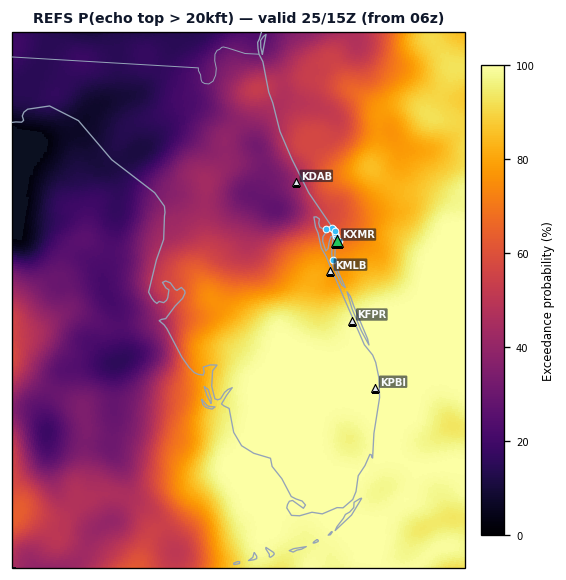 REFS P(echo top > 20kft) — valid 25/15Z (from 06z)
KDAB
KXMR
KMLB
KFPR
KPBI
100
80
60
40
20
0
Exceedance probability (%)